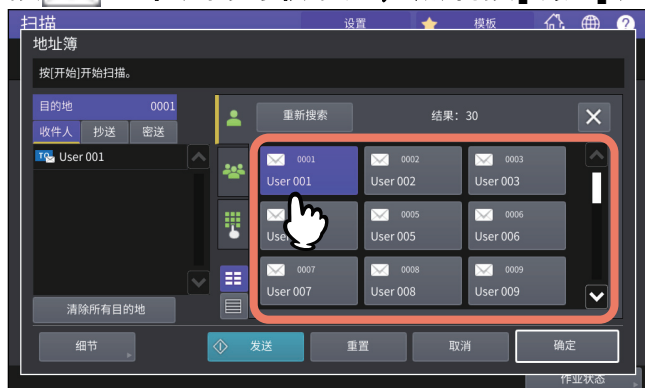 扫描 设置 模板
地址簿
按[开始]开始扫描。
目的地 0001
收件人 抄送 密送
TO User 001
重新搜索 结果： 30
0001 0002 0003
User 001 User 002 User 003
0005 0006
User 005 User 006
0007 0008 0009
User 007 User 008 User 009
清除所有目的地
细节 发送 重置 取消 确定
作业状态